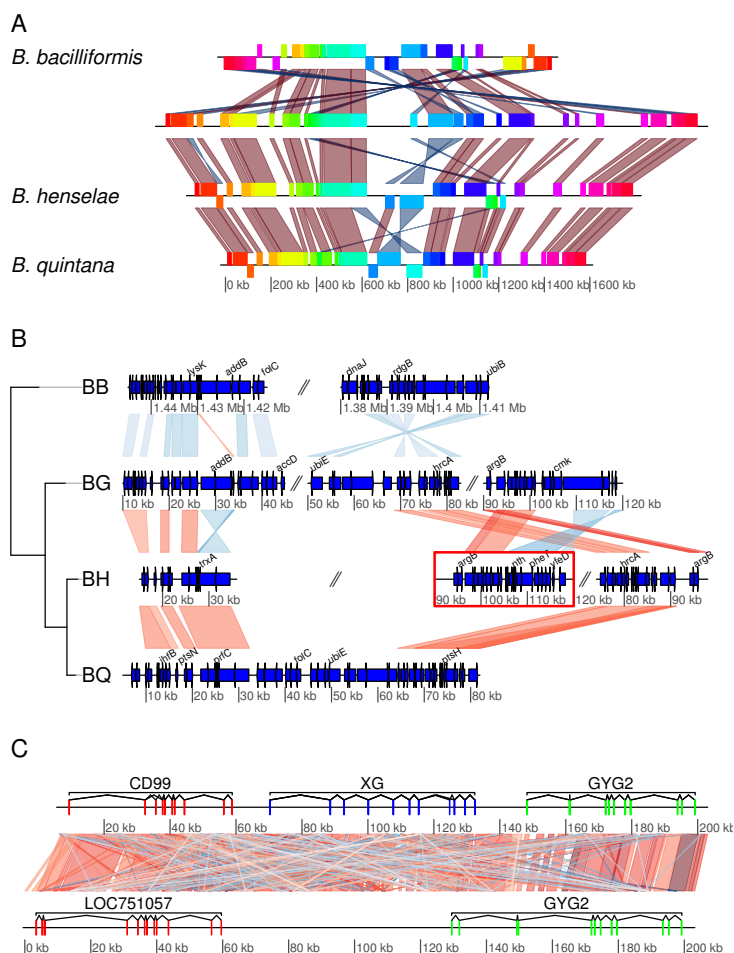 A
B. bacilliformis
B. henselae
B. quintana
0 kb 200 kb 400 kb 600 kb 800 kb 1000 kb 1200 kb 1400 kb 1600 kb
B
lysK addB folC dnaJ rdgB ubiB
BB // 
1.44 Mb 1.43 Mb 1.42 Mb 1.38 Mb 1.39 Mb 1.4 Mb 1.41 Mb
addB accD ubiE hrcA argB cmk
BG // //
10 kb 20 kb 30 kb 40 kb 50 kb 60 kb 70 kb 80 kb 90 kb 100 kb 110 kb 120 kb
trxA argB nth yfeD hrcA argB
BH // //
20 kb 30 kb 90 kb 100 kb 110 kb 120 kb 80 kb 90 kb
ihfB ptsN prfC folC ubiE ptsH
BQ
10 kb 20 kb 30 kb 40 kb 50 kb 60 kb 70 kb 80 kb
C
CD99 XG GYG2
20 kb 40 kb 60 kb 80 kb 100 kb 120 kb 140 kb 160 kb 180 kb 200 kb
LOC751057 GYG2
0 kb 20 kb 40 kb 60 kb 80 kb 100 kb 120 kb 140 kb 160 kb 180 kb 200 kb